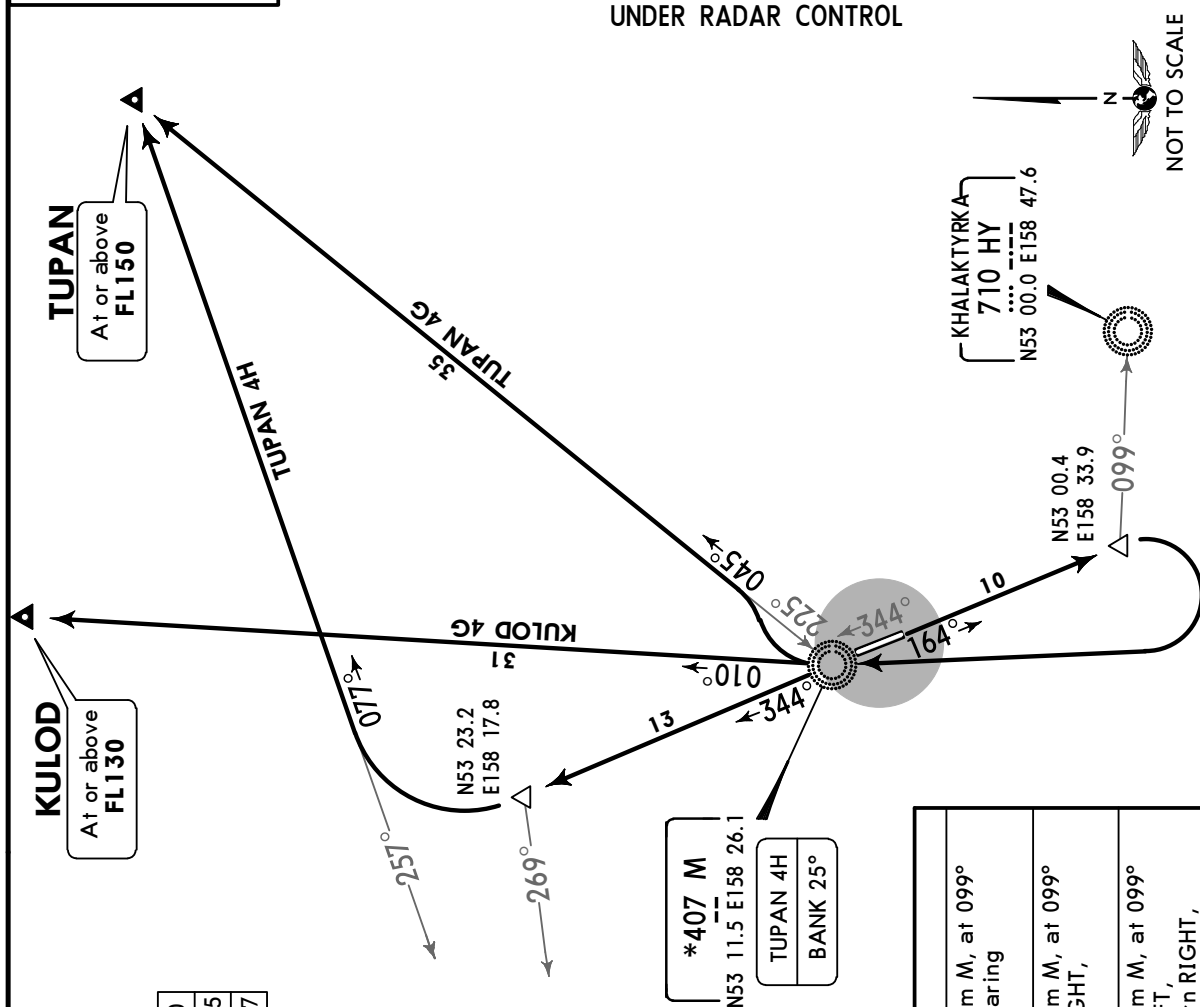 UNDER RADAR CONTROL
TUPAN
At or above
FL150
KULOD
At or above
FL130
TUPAN 4H
TUPAN 4G
35
KULOD 4G
31
N
NOT TO SCALE
KHALAKTYRKA
710 HY
N53 00.0 E158 47.6
N53 00.4
E158 33.9
099°
045°
225°
344°
164°
10
010°
344°
13
077°
257°
N53 23.2
E158 17.8
269°
*407 M
N53 11.5 E158 26.1
TUPAN 4H
BANK 25°
5
7
m M, at 099°
aring
m M, at 099°
GHT,
m M, at 099°
FT,
n RIGHT,